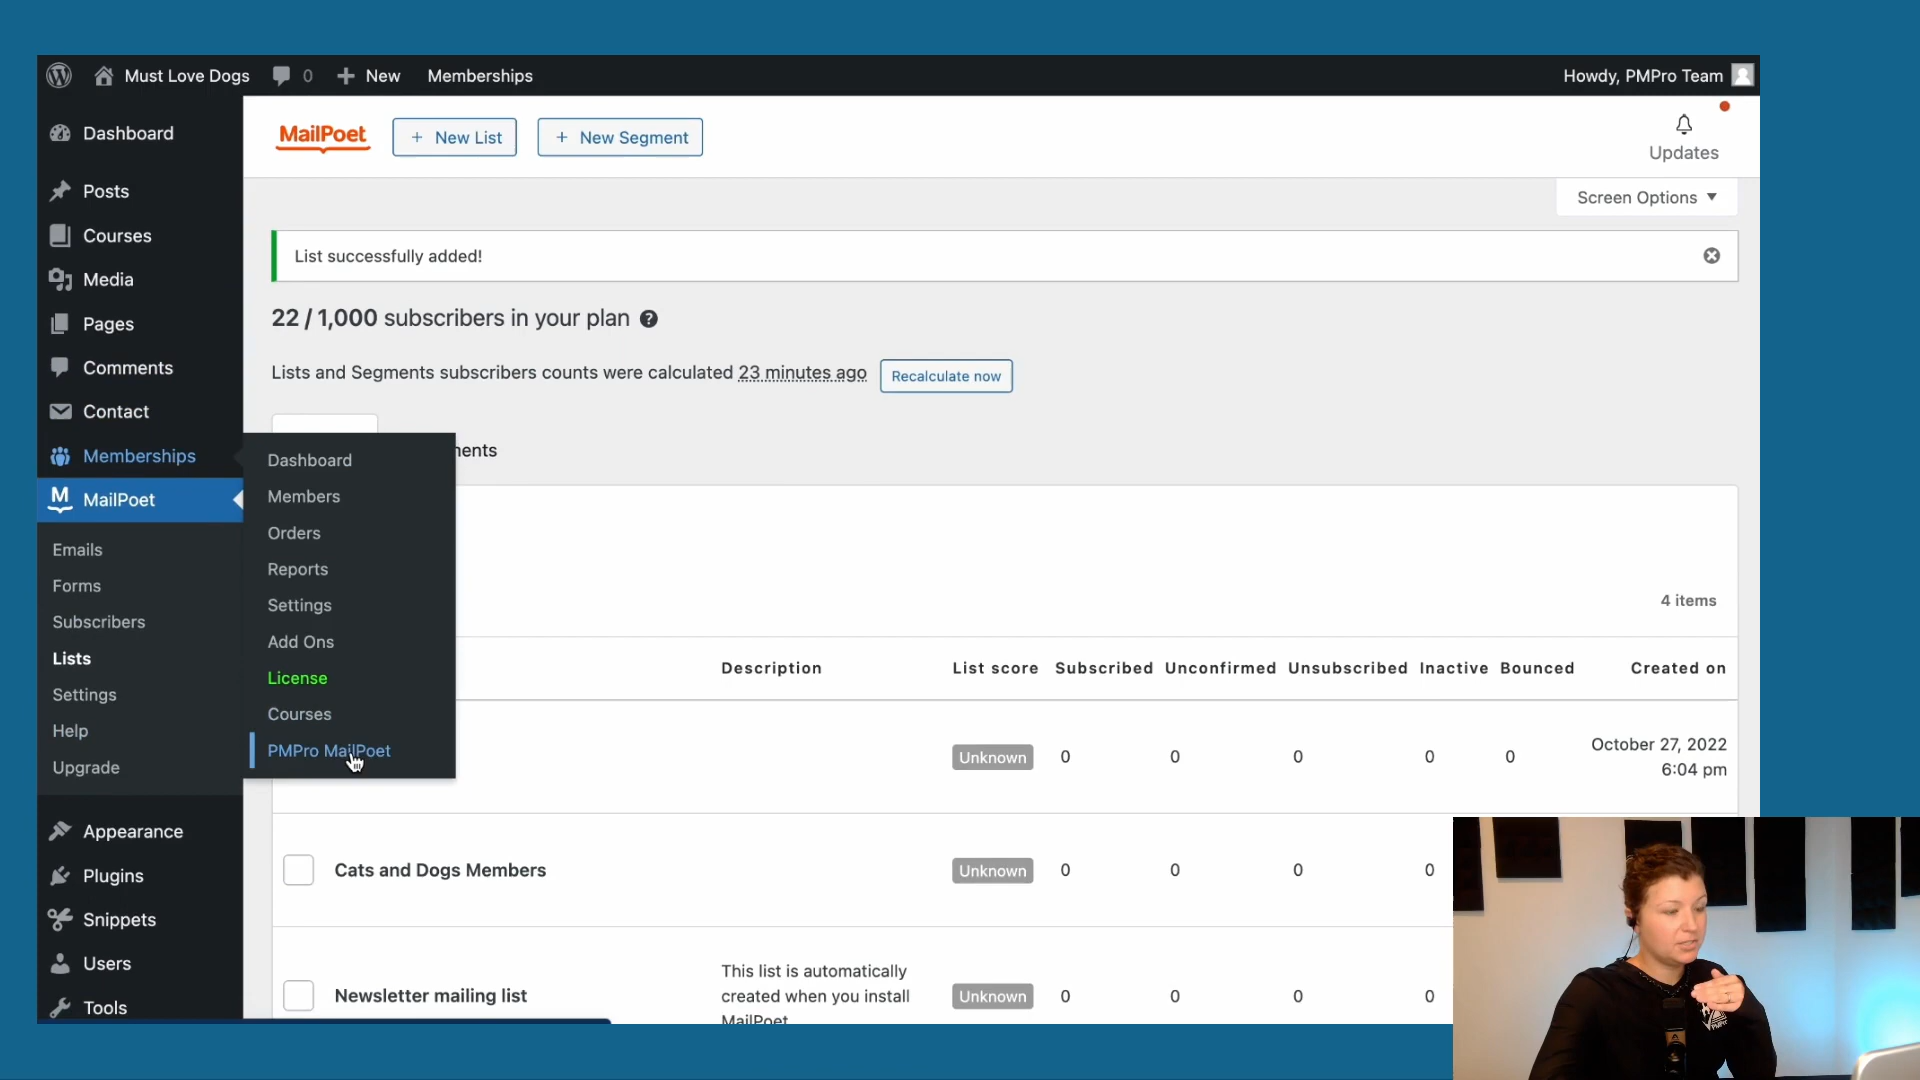 Must Love Dogs
0
New
Memberships
Howdy, PMPro Team
Dashboard
Posts
Courses
Media
Pages
Comments
Contact
Memberships
M
MailPoet
Emails
Forms
Subscribers
Lists
Settings
Help
Upgrade
Appearance
Plugins
Snippets
Users
Tools
Dashboard
Members
Orders
Reports
Settings
Add Ons
License
Courses
PMPro MailPoet
MailPoet
+ New List
+ New Segment
Updates
Screen Options
List successfully added!
22 / 1,000 subscribers in your plan
Lists and Segments subscribers counts were calculated 23 minutes ago
Recalculate now
4 items
Description List score Subscribed Unconfirmed Unsubscribed Inactive Bounced Created on
Unknown 0 0 0 0 0 October 27, 2022
6:04 pm
Cats and Dogs Members Unknown 0 0 0 0
Newsletter mailing list
This list is automatically
created when you install
MailPoet
Unknown 0 0 0 0